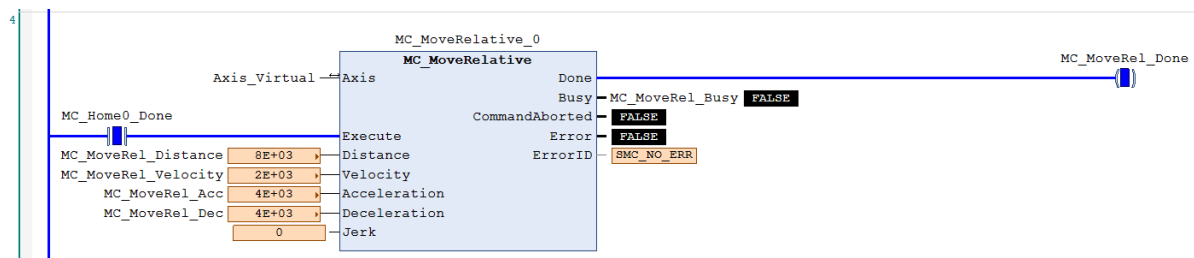 4
MC_MoveRelative_0
MC_MoveRelative
MC_MoveRel_Done
Axis_Virtual Axis Done
Busy MC_MoveRel_Busy FALSE
MC_Home0_Done CommandAborted FALSE
Execute Error FALSE
MC_MoveRel_Distance 8E+03 Distance ErrorID SMC_NO_ERR
MC_MoveRel_Velocity 2E+03 Velocity
MC_MoveRel_Acc 4E+03 Acceleration
MC_MoveRel_Dec 4E+03 Deceleration
0 Jerk